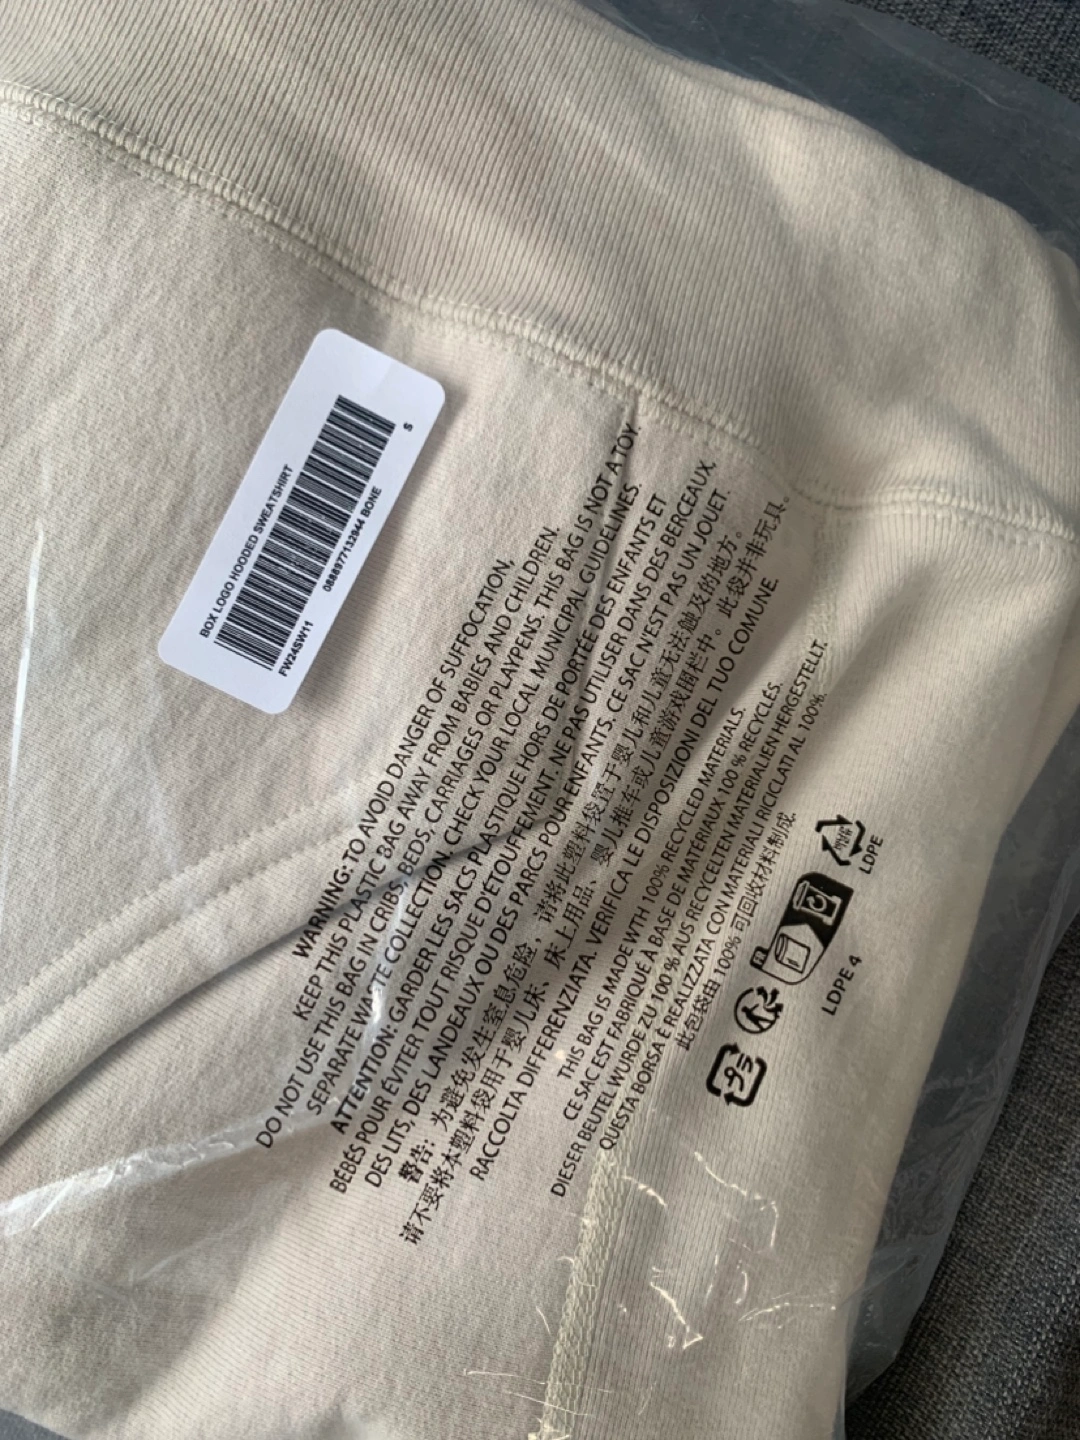 BOX LOGO HOODED SWEATSHIRT
S
FW24SW11
0888977132944 BONE
WARNING: TO AVOID DANGER OF SUFFOCATION,
KEEP THIS PLASTIC BAG AWAY FROM BABIES AND CHILDREN.
DO NOT USE THIS BAG IN CRIBS, BEDS, CARRIAGES OR PLAYPENS. THIS BAG IS NOT A TOY.
SEPARATE WASTE COLLECTION. CHECK YOUR LOCAL MUNICIPAL GUIDELINES.
ATTENTION: GARDER LES SACS PLASTIQUE HORS DE PORTÉE DES ENFANTS ET
BÉBÉS POUR ÉVITER TOUT RISQUE D'ETOUFFEMENT. NE PAS UTILISER DANS DES BERCEAUX,
DES LITS, DES LANDEAUX OU DES PARCS POUR ENFANTS. CE SAC N'EST PAS UN JOUET.
警告：为避免发生窒息危险，请将此塑料袋置于婴儿和儿童无法触及的地方。
请不要将本塑料袋用于婴儿床、床上用品、婴儿推车或儿童游戏围栏中。此袋并非玩具。
RACCOLTA DIFFERENZIATA. VERIFICA LE DISPOSIZIONI DEL TUO COMUNE.
THIS BAG IS MADE WTH 100% RECYCLED MATERIALS.
CE SAC EST FABRIQUÉ À BASE DE MATÉRIAUX 100 % RECYCLÉS.
DIESER BEUTEL WURDE ZU 100 % AUS RECYCELTEN MATERIALIEN HERGESTELLT.
QUESTA BORSA È REALIZZATA CON MATERIALI RICICLATI AL 100%.
此包袋由 100% 可回收材料制成.
プラ
LDPE 4
LDPE